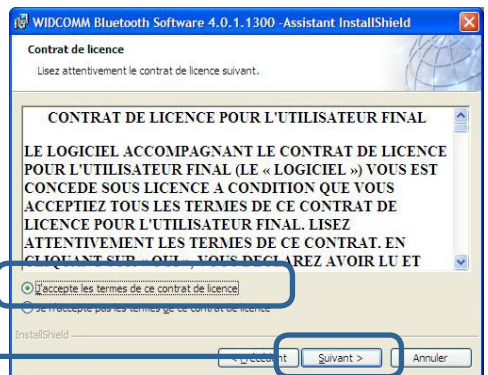 WIDCOMM Bluetooth Software 4.0.1.1300 -Assistant InstallShield
Contrat de licence
Lisez attentivement le contrat de licence suivant.
CONTRAT DE LICENCE POUR L'UTILISATEUR FINAL
LE LOGICIEL ACCOMPAGNANT LE CONTRAT DE LICENCE
POUR L'UTILISATEUR FINAL (LE « LOGICIEL ») VOUS EST
CONCEDE SOUS LICENCE A CONDITION QUE VOUS
ACCEPTIEZ TOUS LES TERMES DE CE CONTRAT DE
LICENCE POUR L'UTILISATEUR FINAL. LISEZ
ATTENTIVEMENT LES TERMES DE CE CONTRAT. EN
CLIQUANT SUR « OUI », VOUS DECLAREZ AVOIR LU ET
J'accepte les termes de ce contrat de licence
Je n'accepte pas les termes de ce contrat de licence
InstallShield
< Précédent
Suivant >
Annuler